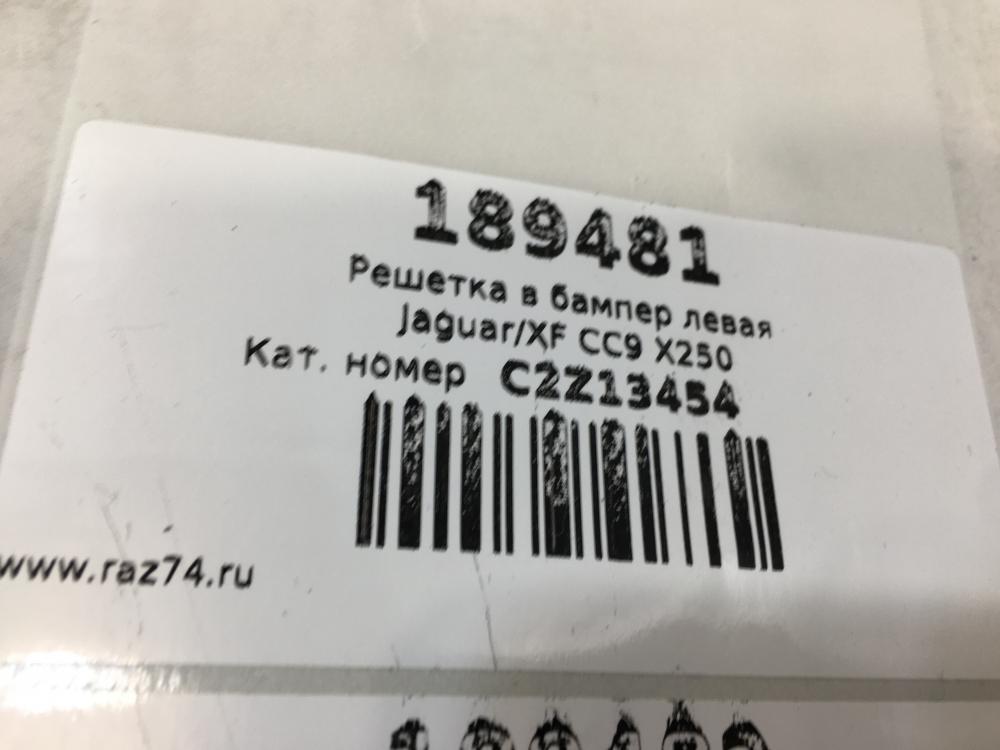 189481
Решетка в бампер левая
Jaguar/XF CC9 X250
Кат. номер C2Z13454
www.raz74.ru